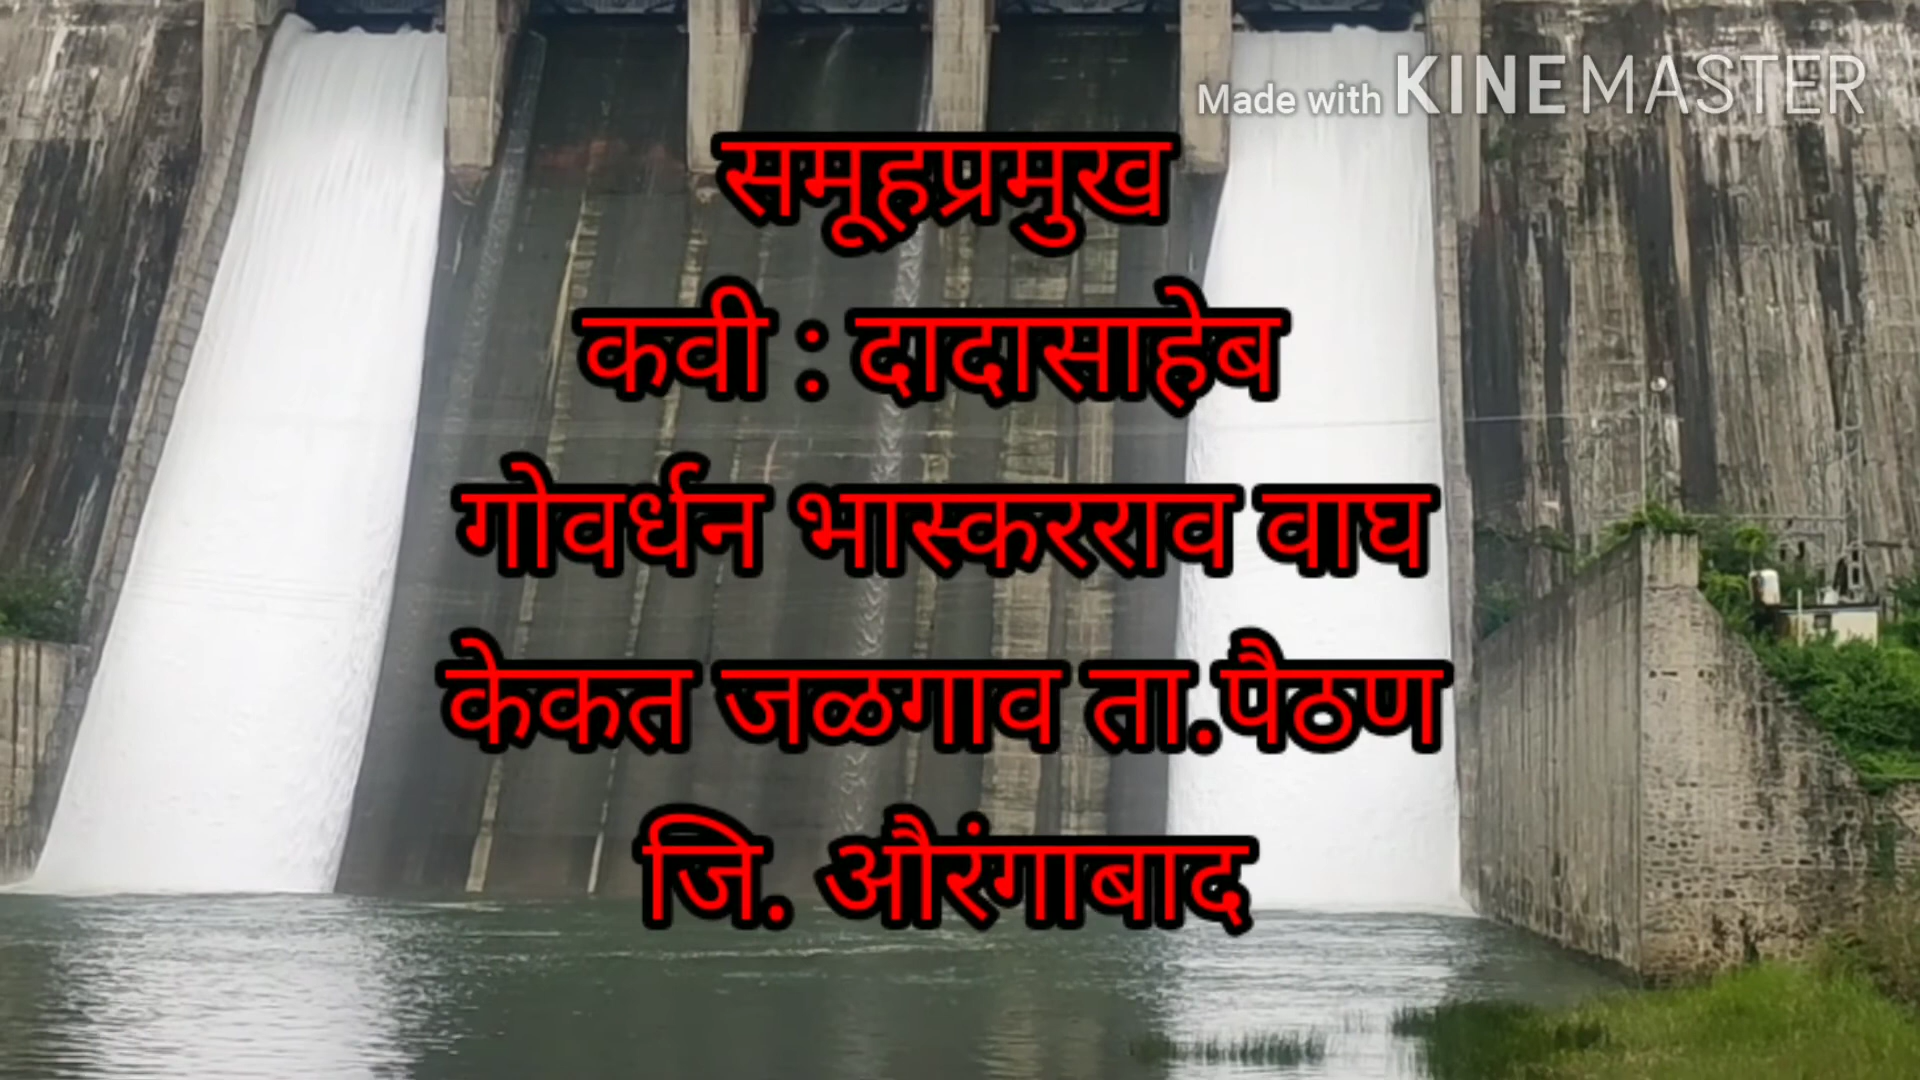 Made with KINEMASTER
समूहप्रमुख
कवी : दादासाहेब
गोवर्धन भास्करराव वाघ
केकत जळगाव ता.पैठण
जि. औरंगाबाद